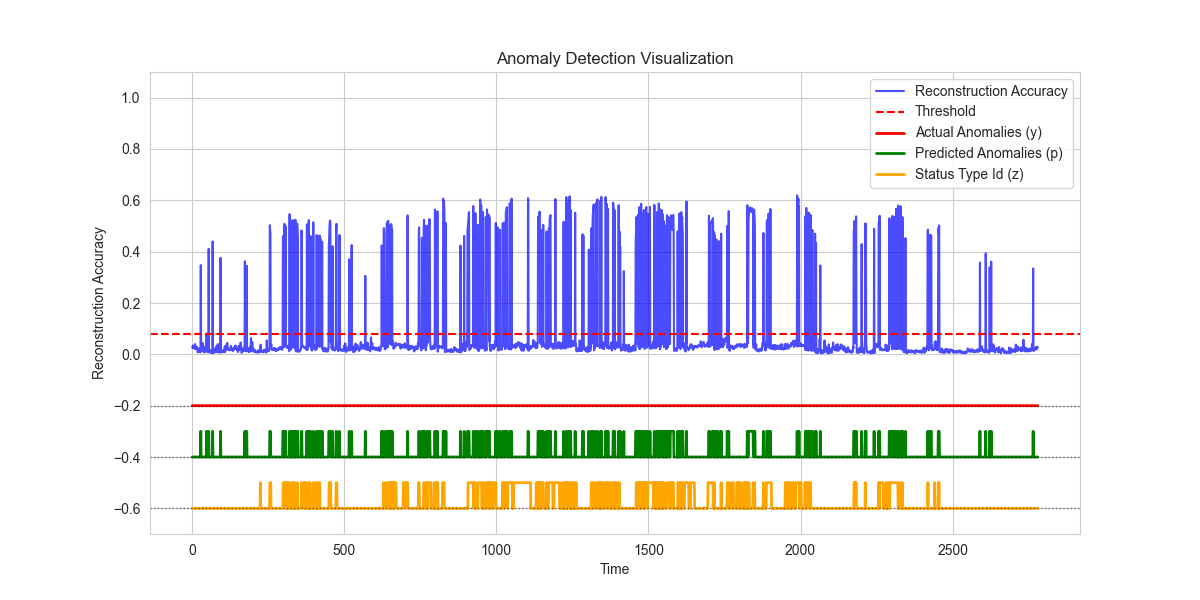 Anomaly Detection Visualization
Reconstruction Accuracy
1.0
0.8
0.6
0.4
0.2
0.0
−0.2
−0.4
−0.6
Reconstruction Accuracy
Threshold
Actual Anomalies (y)
Predicted Anomalies (p)
Status Type Id (z)
0 500 1000 1500 2000 2500
Time